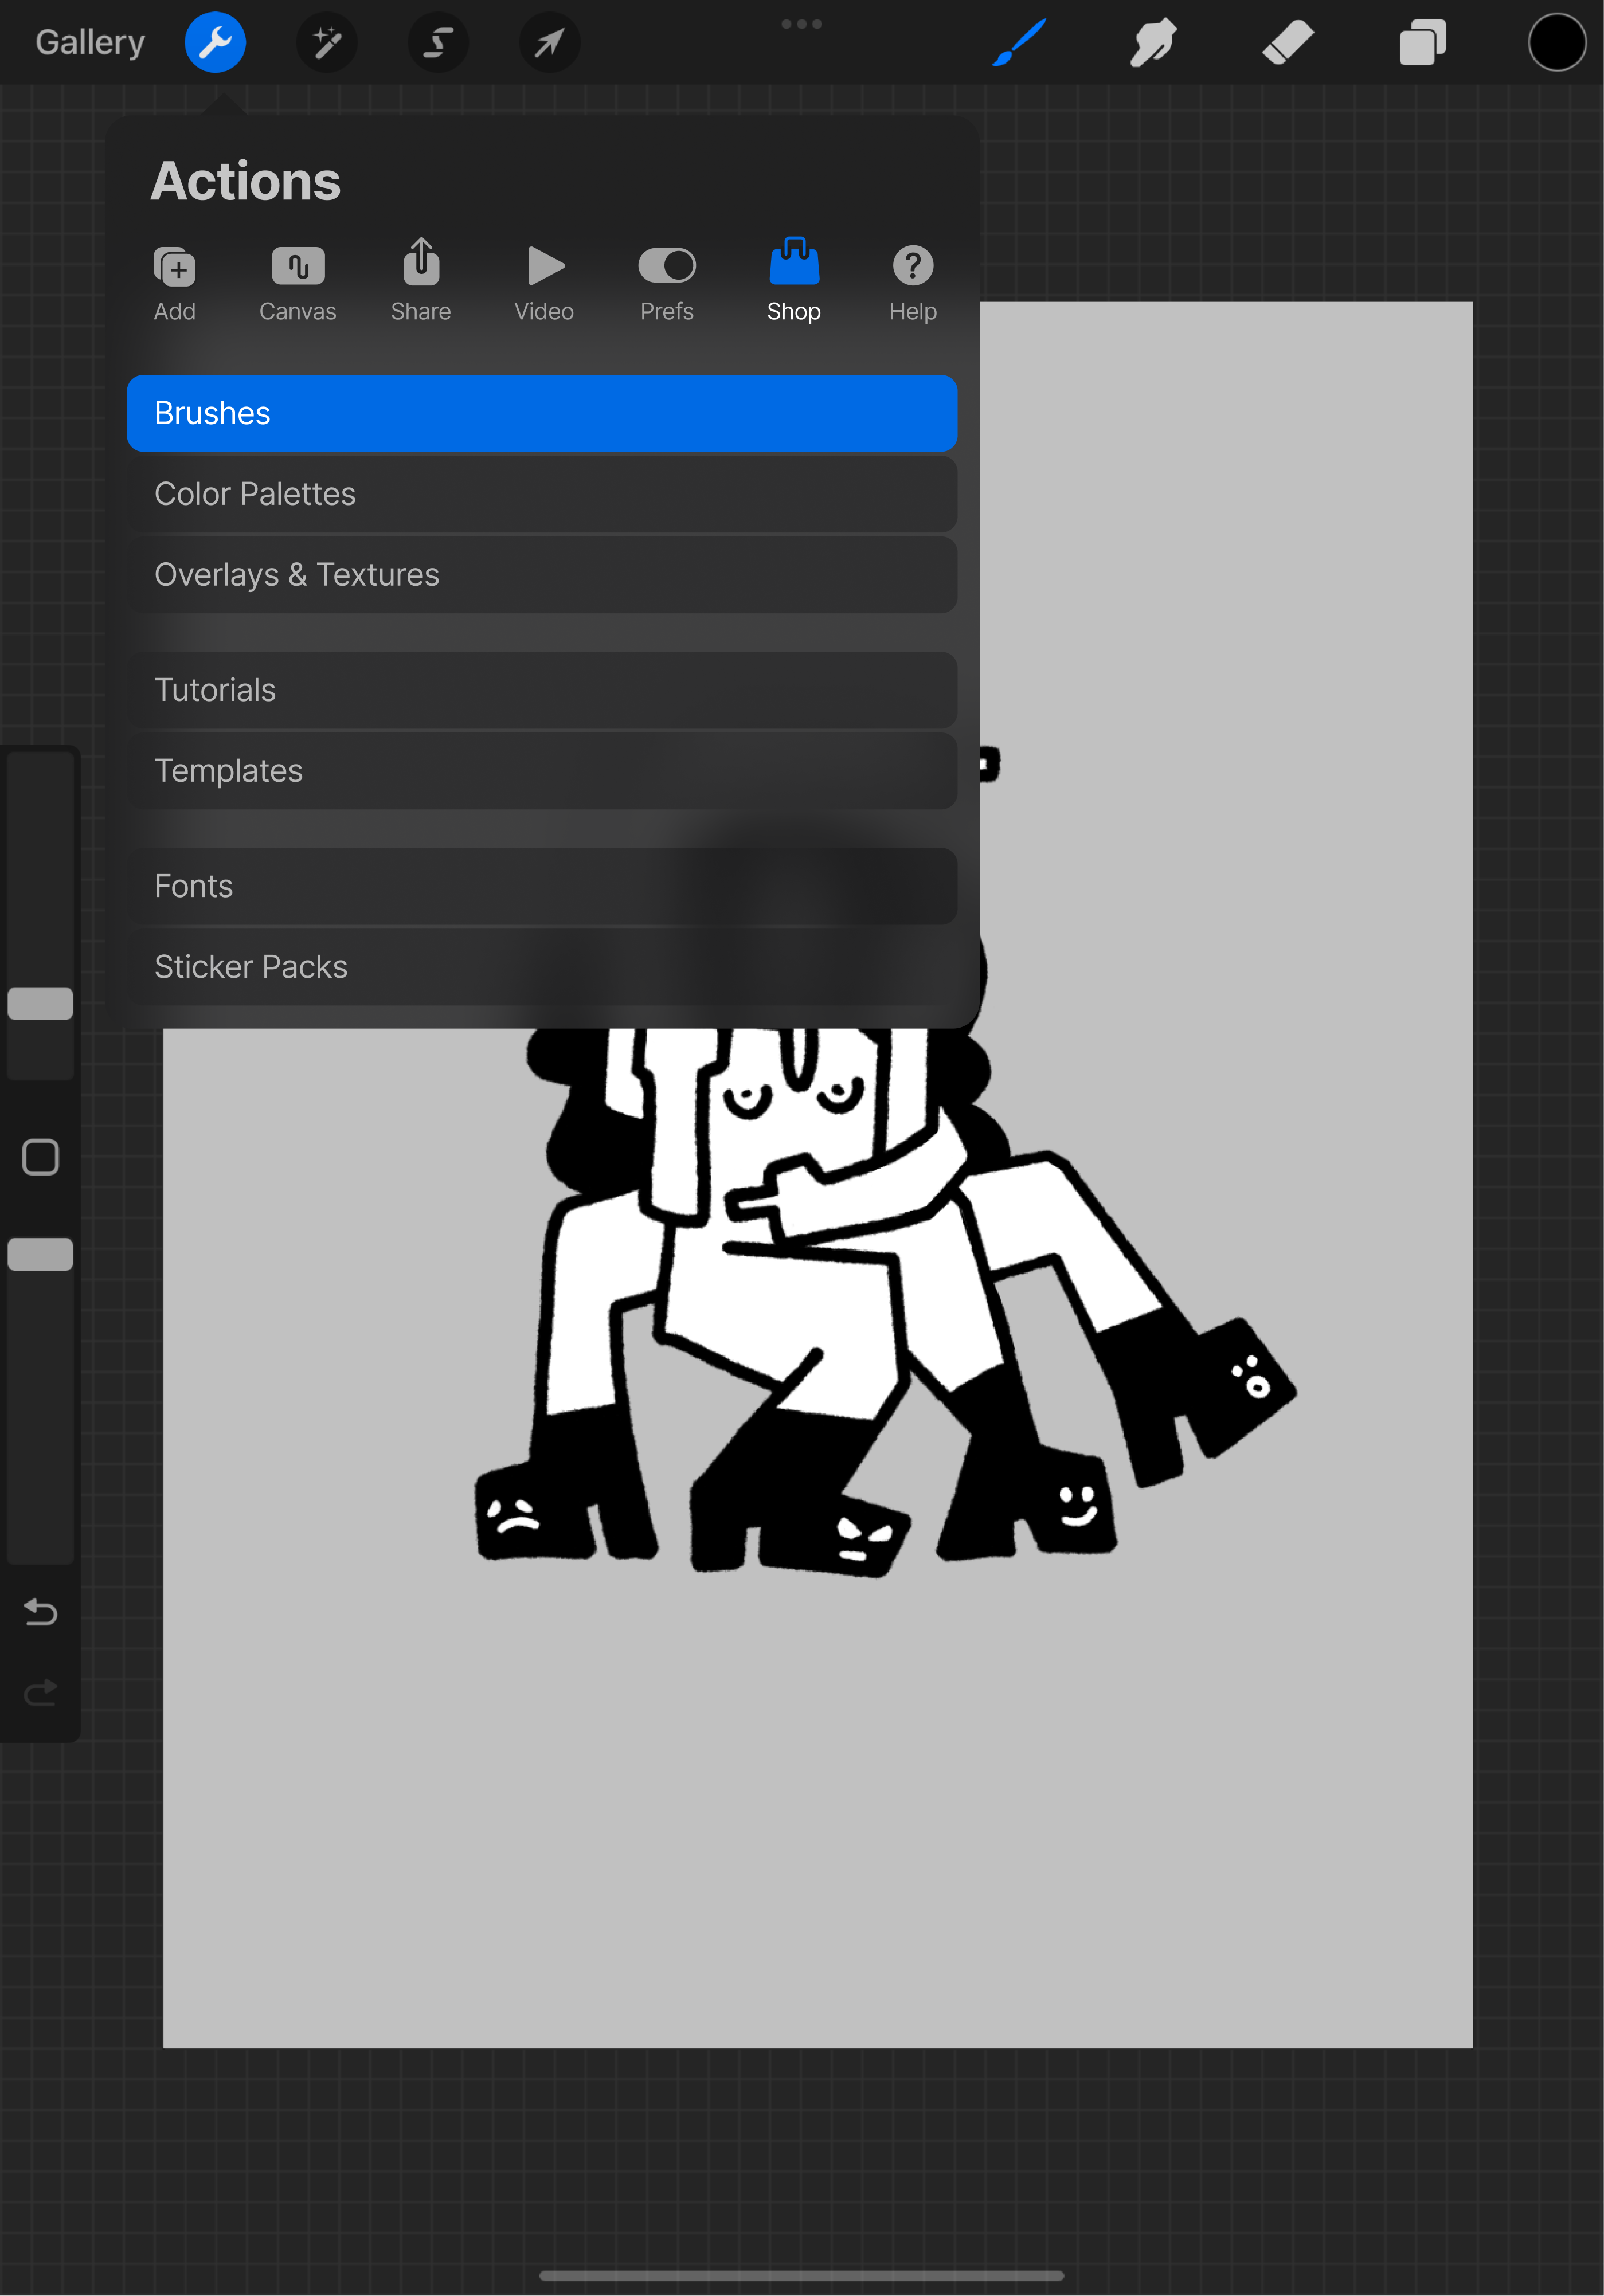 Gallery
Actions
Add Canvas Share Video Prefs Shop Help
Brushes
Color Palettes
Overlays & Textures
Tutorials
Templates
Fonts
Sticker Packs